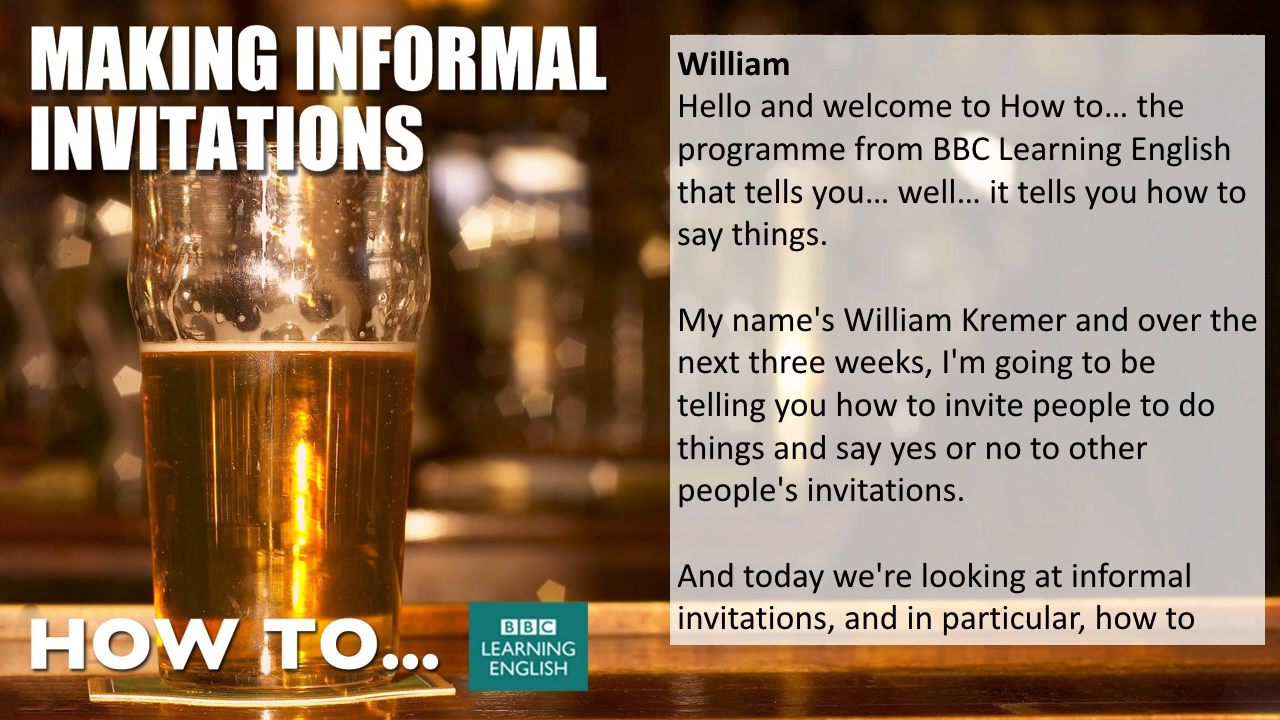 MAKING INFORMAL
INVITATIONS
HOW TO...
BBC
LEARNING
ENGLISH
William
Hello and welcome to How to… the
programme from BBC Learning English
that tells you… well… it tells you how to
say things.
My name's William Kremer and over the
next three weeks, I'm going to be
telling you how to invite people to do
things and say yes or no to other
people's invitations.
And today we're looking at informal
invitations, and in particular, how to